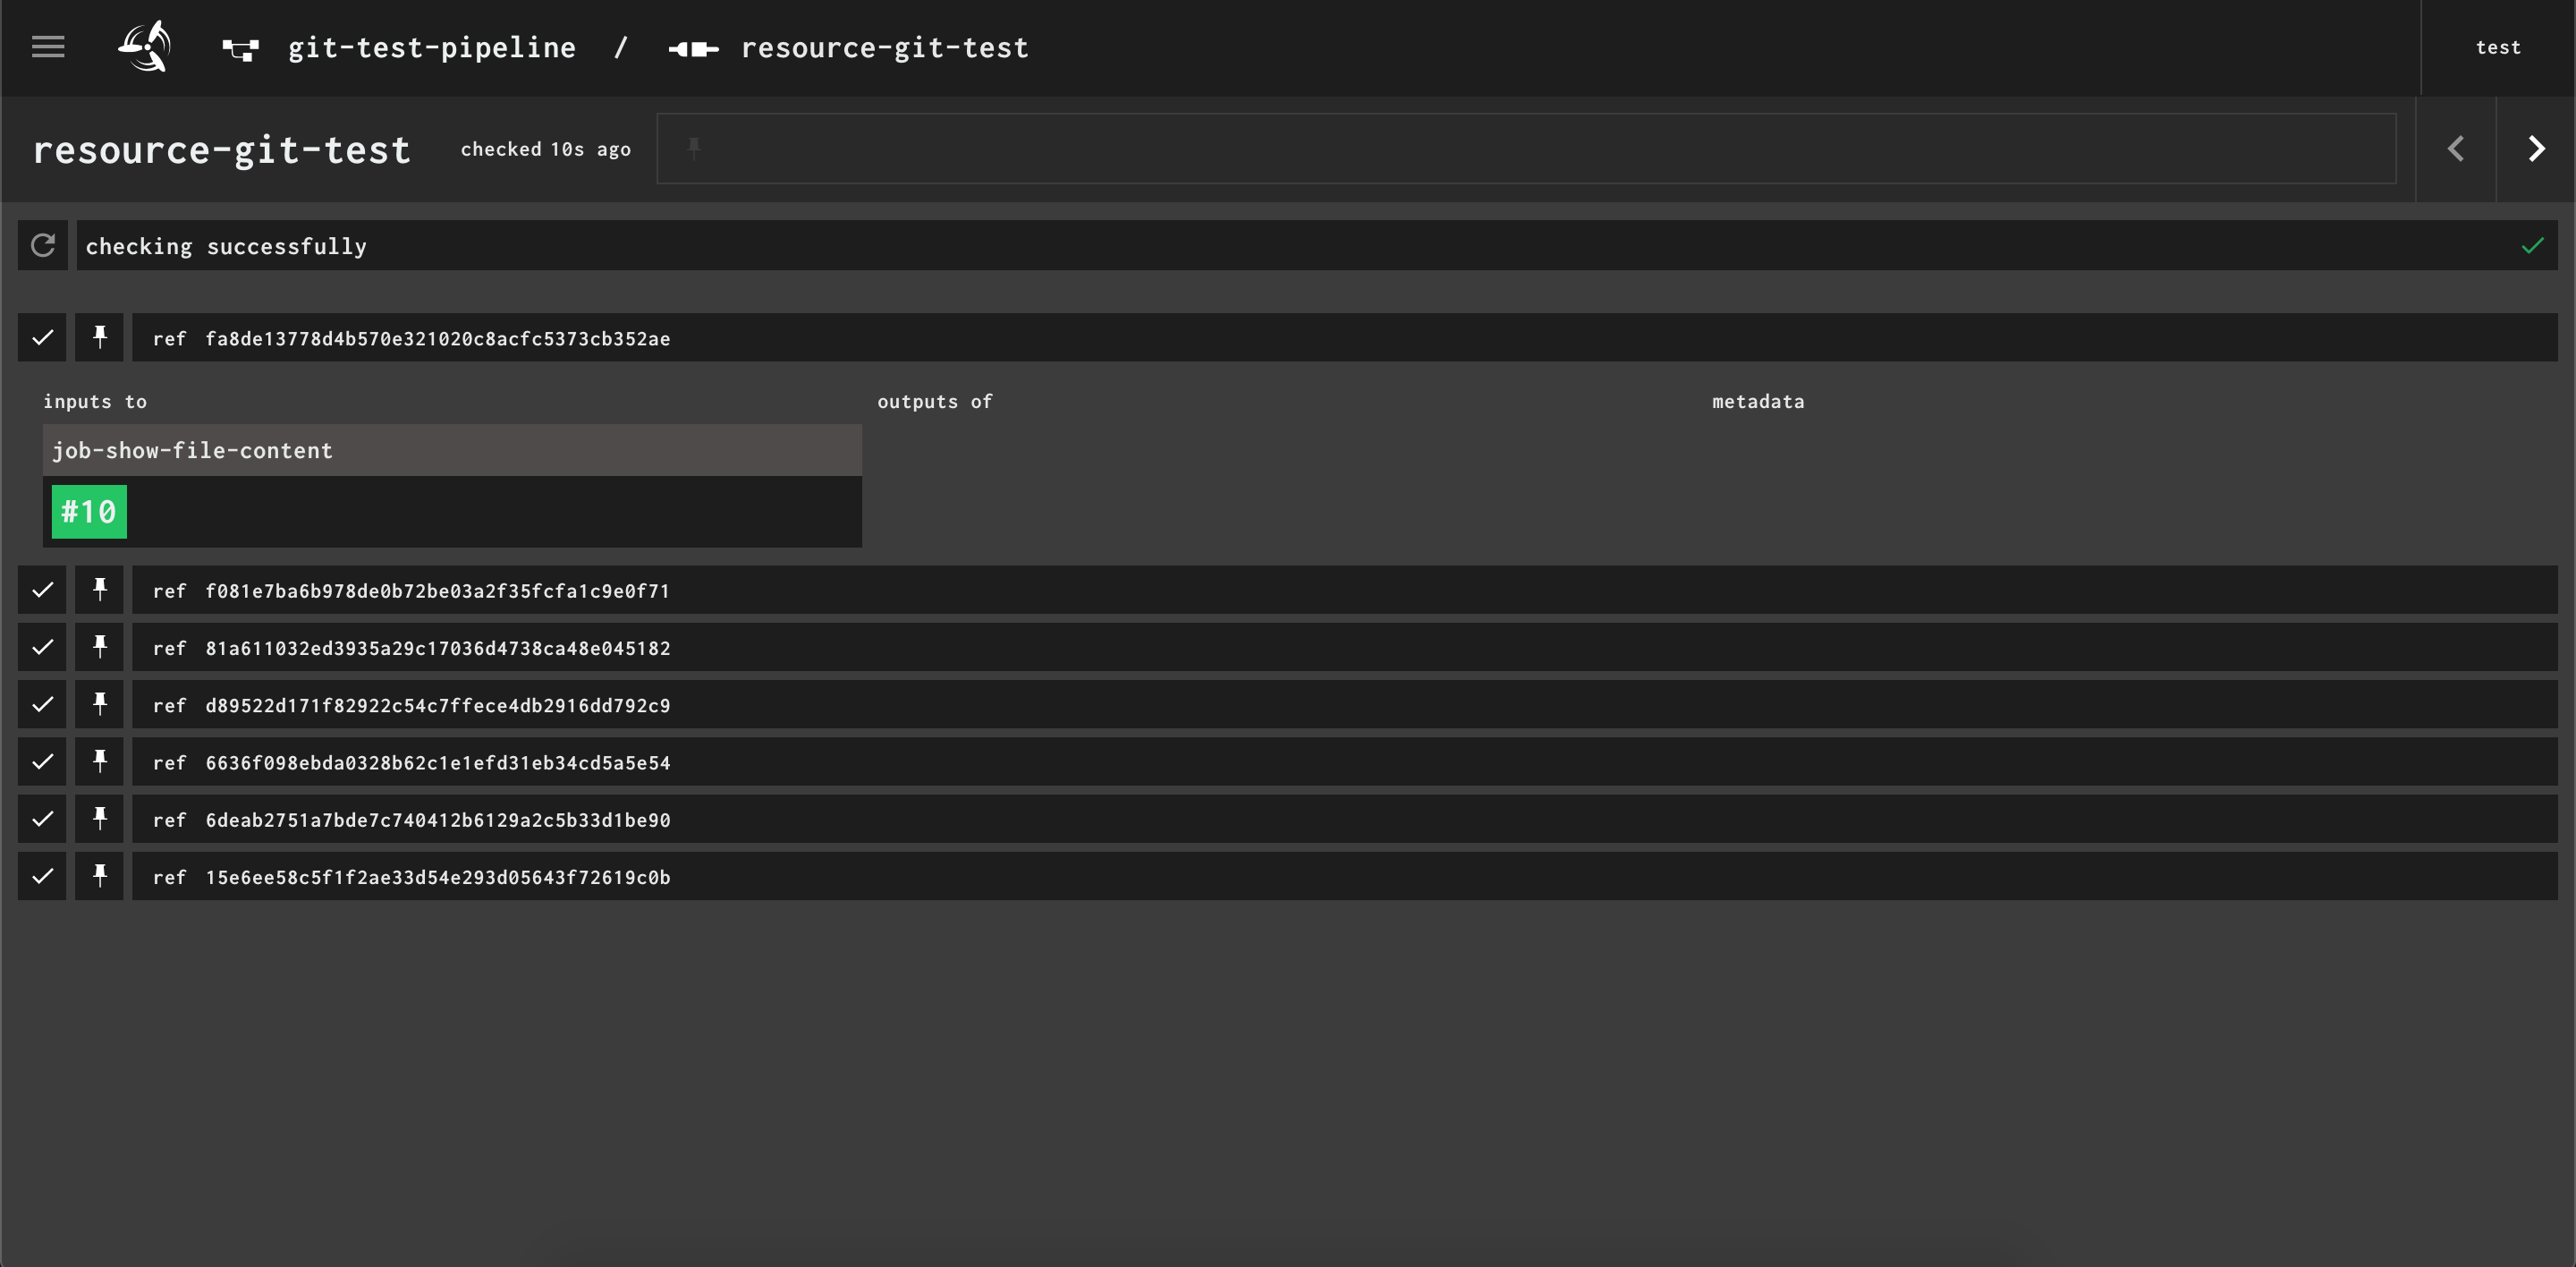 git-test-pipeline / resource-git-test test
resource-git-test checked 10s ago
checking successfully
ref fa8de13778d4b570e321020c8acfc5373cb352ae
inputs to outputs of metadata
job-show-file-content
#10
ref f081e7ba6b978de0b72be03a2f35fcfa1c9e0f71
ref 81a611032ed3935a29c17036d4738ca48e045182
ref d89522d171f82922c54c7ffece4db2916dd792c9
ref 6636f098ebda0328b62c1e1efd31eb34cd5a5e54
ref 6deab2751a7bde7c740412b6129a2c5b33d1be90
ref 15e6ee58c5f1f2ae33d54e293d05643f72619c0b